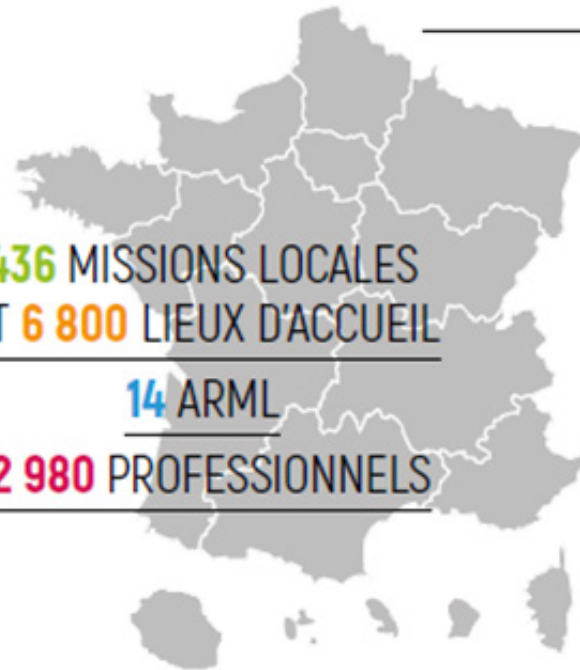 436 MISSIONS LOCALES
T 6 800 LIEUX D'ACCUEIL
14 ARML
2 980 PROFESSIONNELS